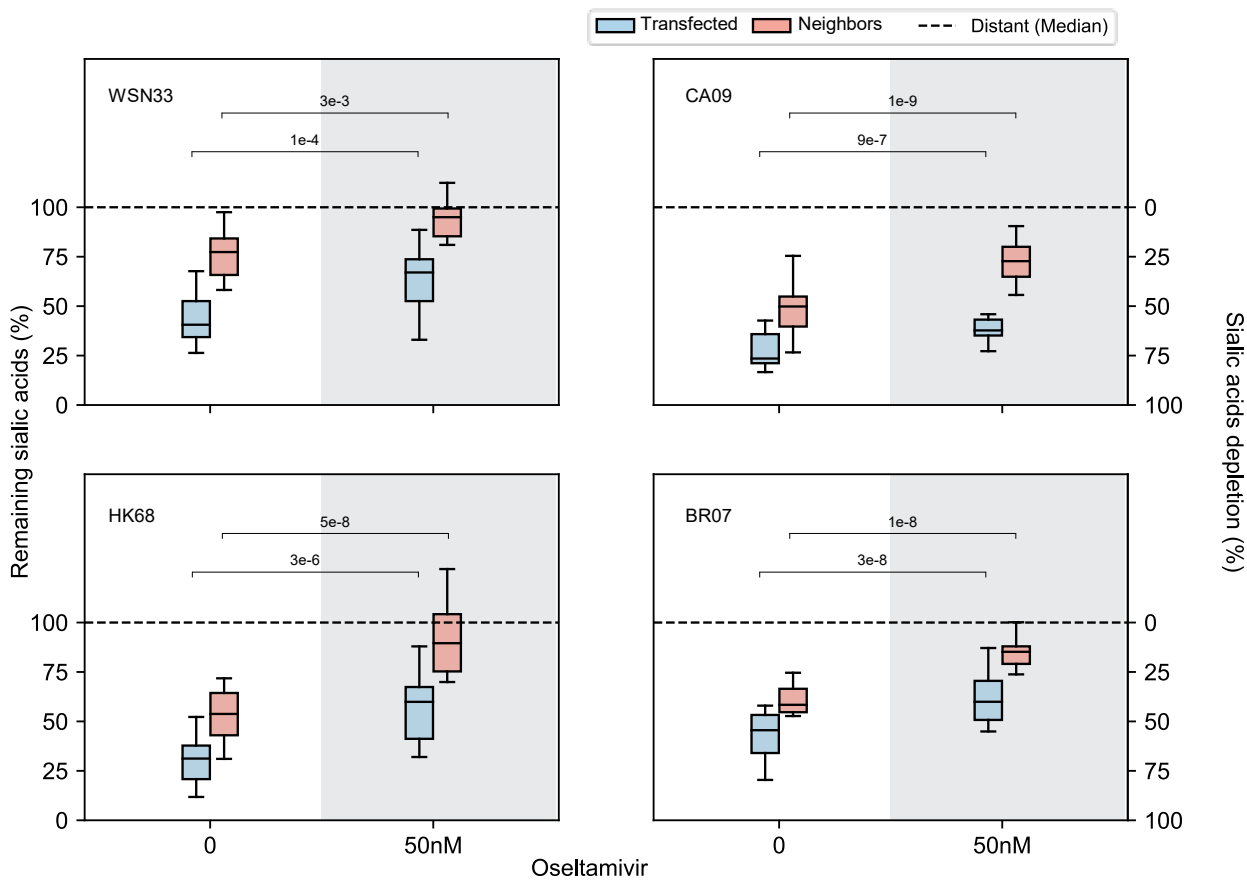 Transfected Neighbors Distant (Median)
WSN33
3e-3
1e-4
100
75
50
25
0
CA09
1e-9
9e-7
0
25
50
75
100
HK68
5e-8
3e-6
100
75
50
25
0
0
50nM
BR07
1e-8
3e-8
0
25
50
75
100
0
50nM
Remaining sialic acids (%)
Sialic acids depletion (%)
Oseltamivir